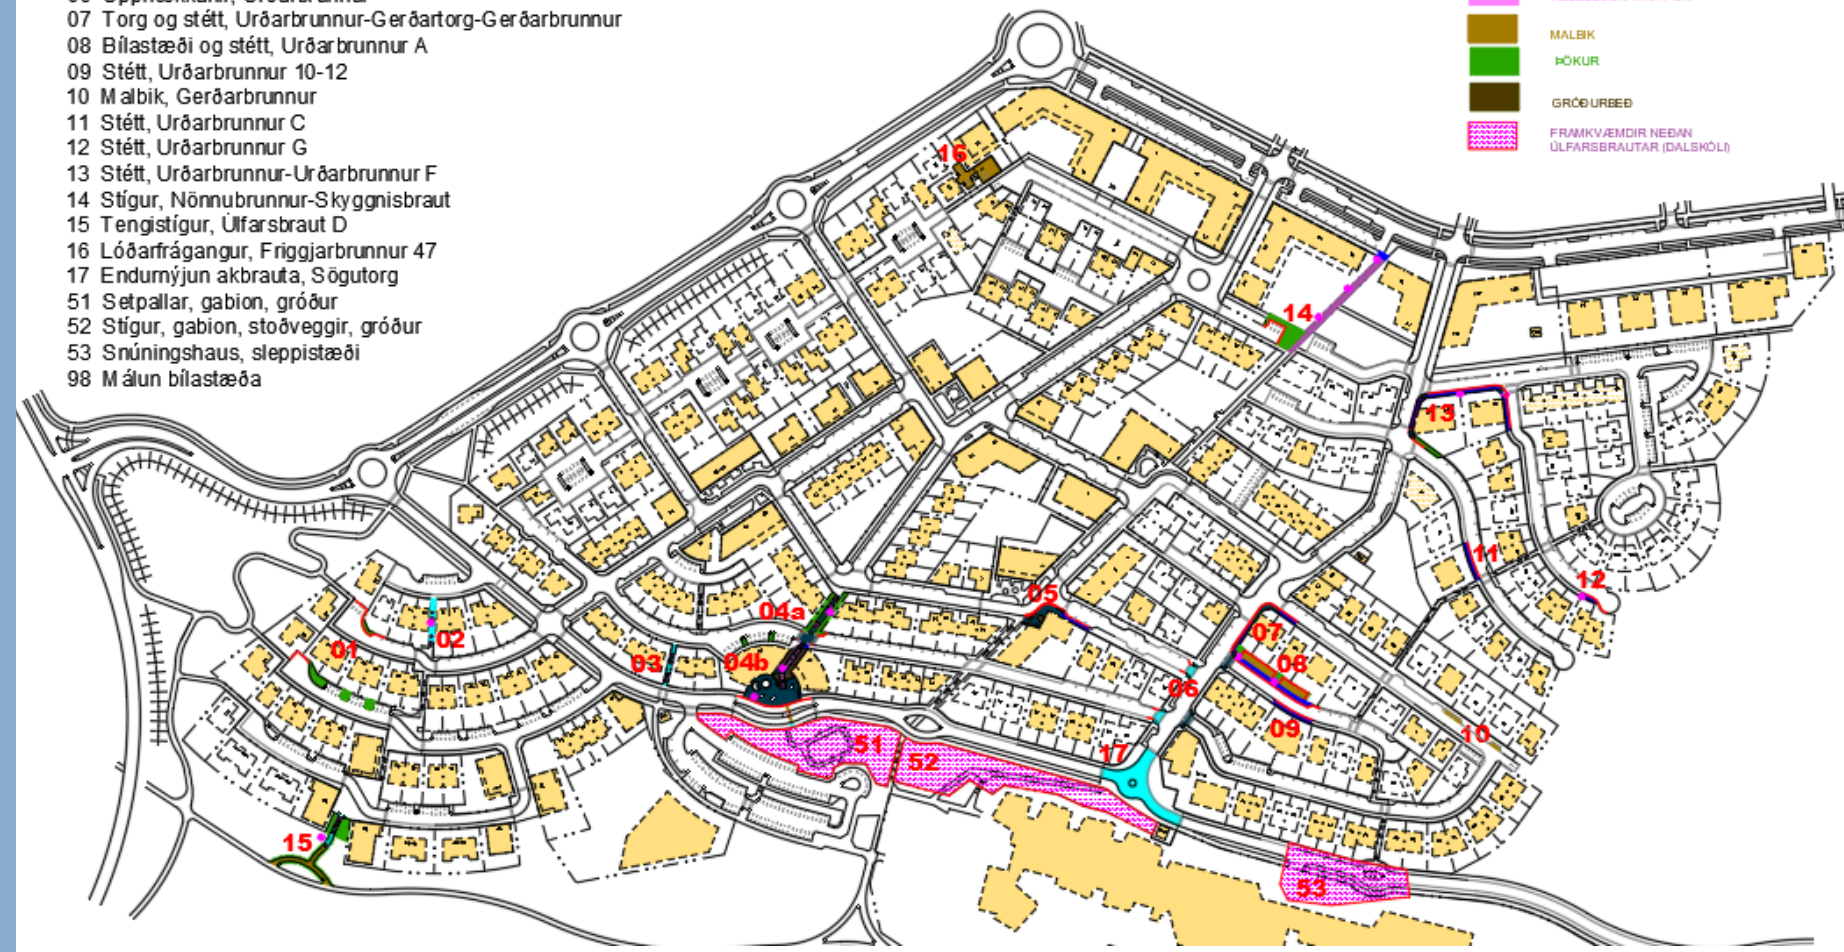 07 Torg og stétt, Urðarbrunnur-Gerðartorg-Gerðarbrunnur
08 Bílastæði og stétt, Urðarbrunnur A
09 Stétt, Urðarbrunnur 10-12
10 Malbik, Gerðarbrunnur
11 Stétt, Urðarbrunnur C
12 Stétt, Urðarbrunnur G
13 Stétt, Urðarbrunnur-Urðarbrunnur F
14 Stígur, Nönnubrunnur-Skyggnisbraut
15 Tengistígur, Úlfarsbraut D
16 Lóðarfrágangur, Friggjarbrunnur 47
17 Endurnýjun akbrauta, Sögutorg
51 Setpallar, gabion, gróður
52 Stígur, gabion, stoðveggir, gróður
53 Snúningshaus, sleppistæði
98 Málun bílastæða
MALBIK
ÞÖKUR
GRÓÐURBEÐ
FRAMKVÆMDIR NEÐAN
ÚLFARSBRAUTAR (DALSKÓLI)
16
14
13
11
12
05
04a
02
01
03
04b
07
08
06
09
10
17
51
52
15
53